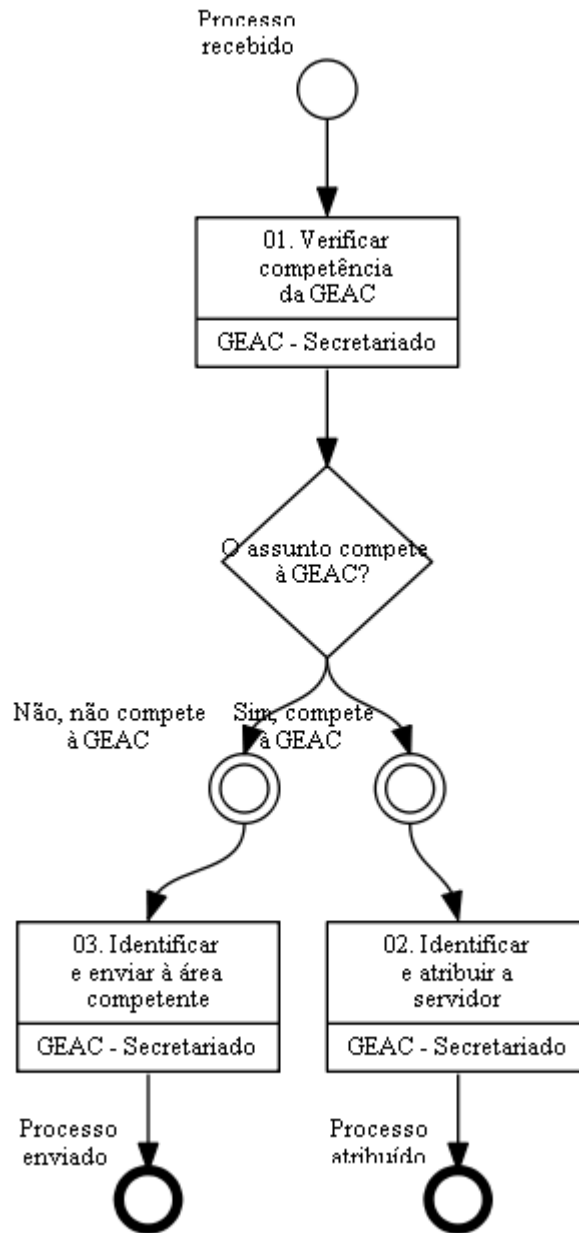 Processo
recebido
01. Verificar
competência
da GEAC
GEAC - Secretariado
O assunto compete
à GEAC?
Não, não compete
à GEAC
Sim, compete
à GEAC
03. Identificar
e enviar à área
competente
GEAC - Secretariado
02. Identificar
e atribuir a
servidor
GEAC - Secretariado
Processo
enviado
Processo
atribuído